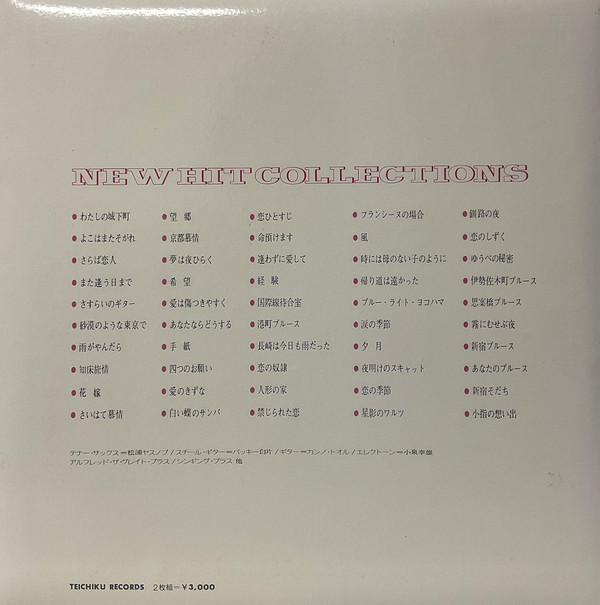 NEW HIT COLLECTIONS
●わたしの城下町
●よこはまたそがれ
●さらば恋人
●また逢う日まで
●さすらいのギター
●砂漠のような東京で
●雨がやんだら
●知床旅情
●花嫁
●さいはて慕情
●望郷
●京都慕情
●夢は夜ひらく
●希望
●愛は傷つきやすく
●あなたならどうする
●手紙
●四つのお願い
●愛のきずな
●白い蝶のサンバ
●恋ひとすじ
●命預けます
●逢わずに愛して
●経験
●国際線待合室
●港町ブルース
●長崎は今日も雨だった
●恋の奴隷
●人形の家
●禁じられた恋
●フランシーヌの場合
●風
●時には母のない子のように
●帰り道は遠かった
●ブルー・ライト・ヨコハマ
●涙の季節
●夕月
●夜明けのスキャット
●恋の季節
●星影のワルツ
●釧路の夜
●恋のしずく
●ゆうべの秘密
●伊勢佐木町ブルース
●思案橋ブルース
●霧にむせぶ夜
●新宿ブルース
●あなたのブルース
●新宿そだち
●小指の想い出
テナー・サックス＝松浦ヤスノブ/スチール・ギター＝バッキー白片/ギター＝カンノ・トオル/エレクトーン＝小泉幸雄
アルフレッド・ザ・グレイト・ブラス/シンギング・ブラス 他
TEICHIKU RECORDS 2枚組＝￥3,000